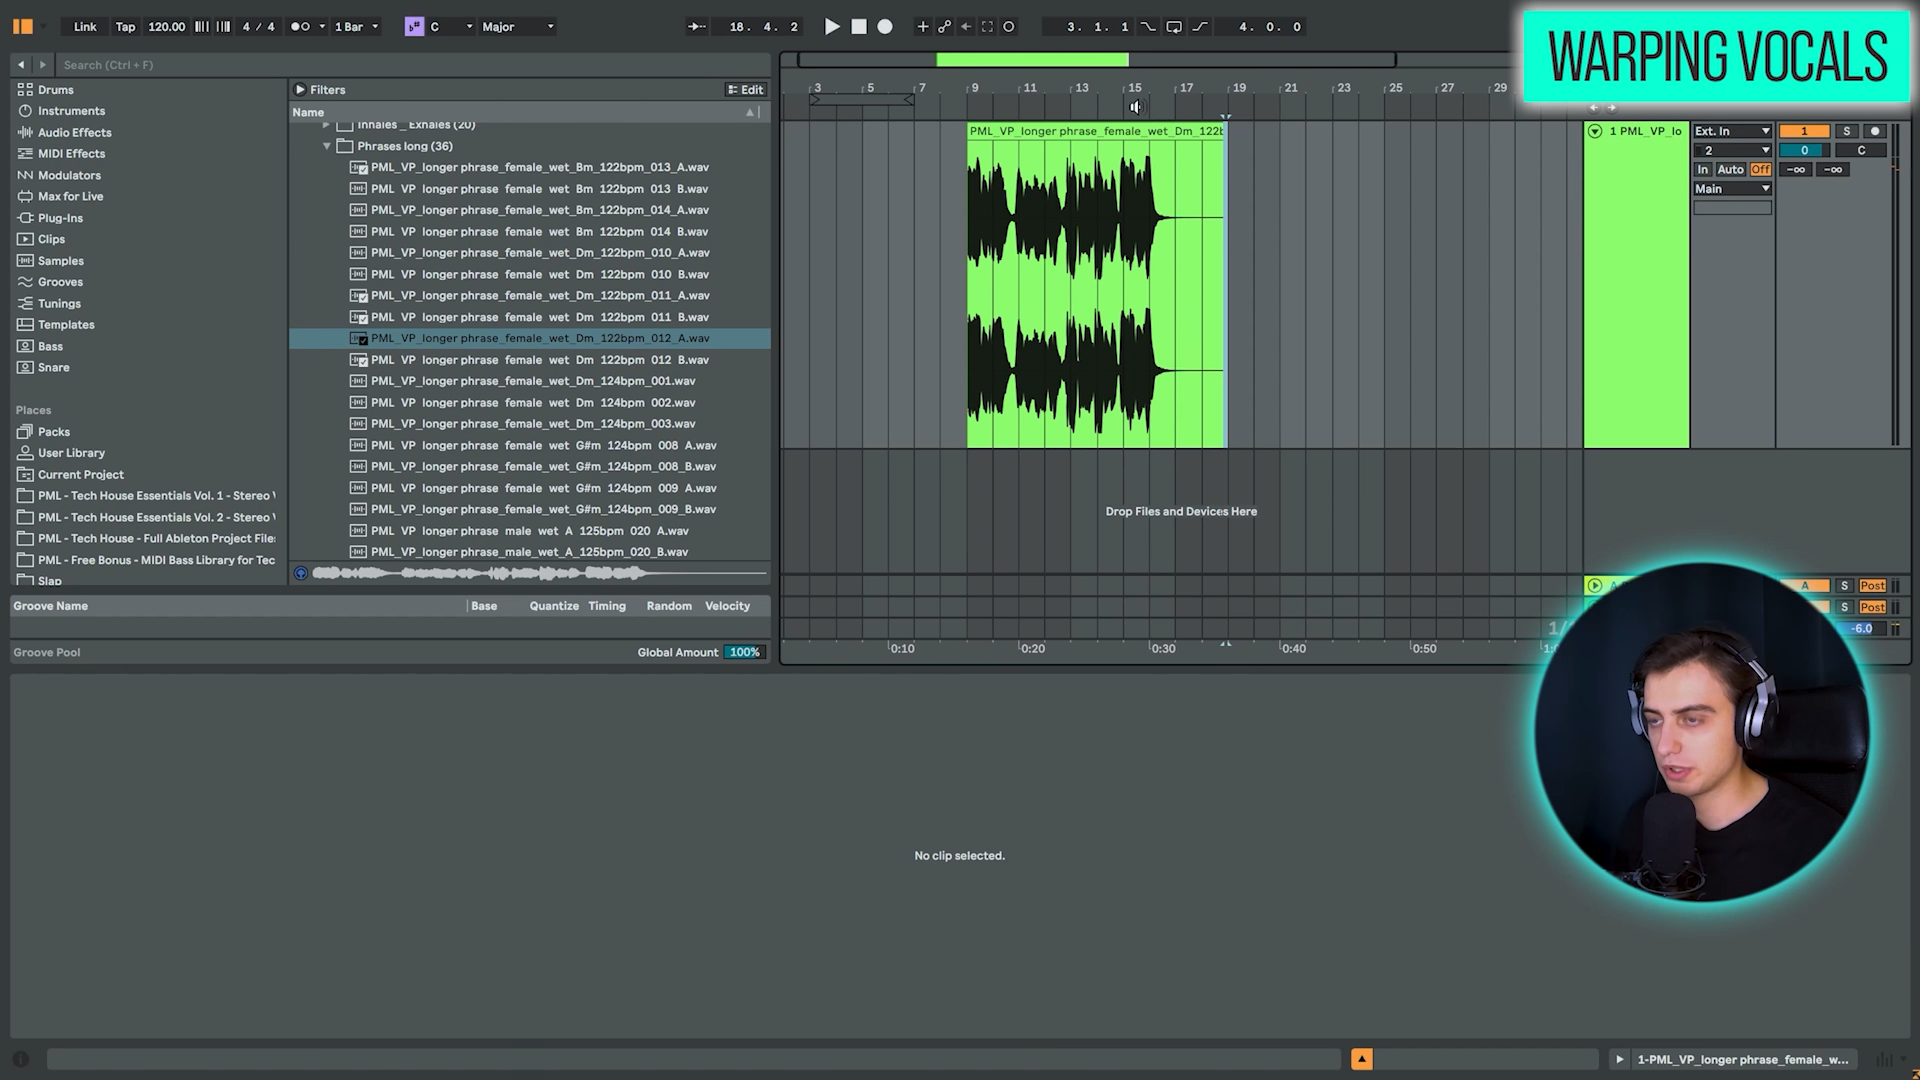 Link Tap 120.00 4 / 4 1 Bar C Major 18. 4. 2 3. 1. 1 4. 0. 0
WARPING VOCALS
Search (Ctrl + F)
Drums
Instruments
Audio Effects
MIDI Effects
Modulators
Max for Live
Plug-Ins
Clips
Samples
Grooves
Tunings
Templates
Bass
Snare
Places
Packs
User Library
Current Project
PML - Tech House Essentials Vol. 1 - Stereo
PML - Tech House Essentials Vol. 2 - Stereo
PML - Tech House - Full Ableton Project File
PML - Free Bonus - MIDI Bass Library for Tec
Slap
Filters Edit
Name
Inhales _ Exhales (20)
Phrases long (36)
PML_VP_longer phrase_female_wet_Bm_122bpm_013_A.wav
PML_VP_longer phrase_female_wet_Bm_122bpm_013_B.wav
PML_VP_longer phrase_female_wet_Bm_122bpm_014_A.wav
PML_VP_longer phrase_female_wet_Bm_122bpm_014_B.wav
PML_VP_longer phrase_female_wet_Dm_122bpm_010_A.wav
PML_VP_longer phrase_female_wet_Dm_122bpm_010_B.wav
PML_VP_longer phrase_female_wet_Dm_122bpm_011_A.wav
PML_VP_longer phrase_female_wet_Dm_122bpm_011_B.wav
PML_VP_longer phrase_female_wet_Dm_122bpm_012_A.wav
PML_VP_longer phrase_female_wet_Dm_122bpm_012_B.wav
PML_VP_longer phrase_female_wet_Dm_124bpm_001.wav
PML_VP_longer phrase_female_wet_Dm_124bpm_002.wav
PML_VP_longer phrase_female_wet_Dm_124bpm_003.wav
PML_VP_longer phrase_female_wet_G#m_124bpm_008_A.wav
PML_VP_longer phrase_female_wet_G#m_124bpm_008_B.wav
PML_VP_longer phrase_female_wet_G#m_124bpm_009_A.wav
PML_VP_longer phrase_female_wet_G#m_124bpm_009_B.wav
PML_VP_longer phrase_male_wet_A_125bpm_020_A.wav
PML_VP_longer phrase_male_wet_A_125bpm_020_B.wav
Groove Name Base Quantize Timing Random Velocity
Groove Pool Global Amount 100%
3 5 7 9 11 13 15 17 19 21 23 25 27 29
PML_VP_longer phrase_female_wet_Dm_122b
Drop Files and Devices Here
0:10 0:20 0:30 0:40 0:50
1 PML_VP_lo Ext. In 1 S
2 0 C
In Auto Off -∞ -∞
Main
A S Post
S Post
-6.0
No clip selected.
1-PML_VP_longer phrase_female_w...